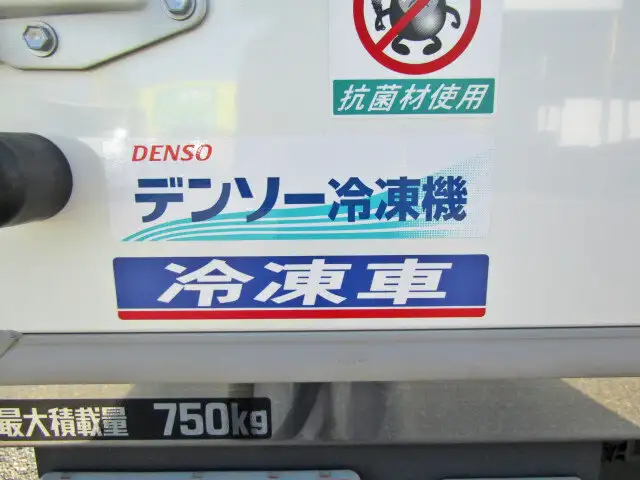 抗菌材使用
DENSO
デンソー冷凍機
冷凍車
最大積載量 750kg